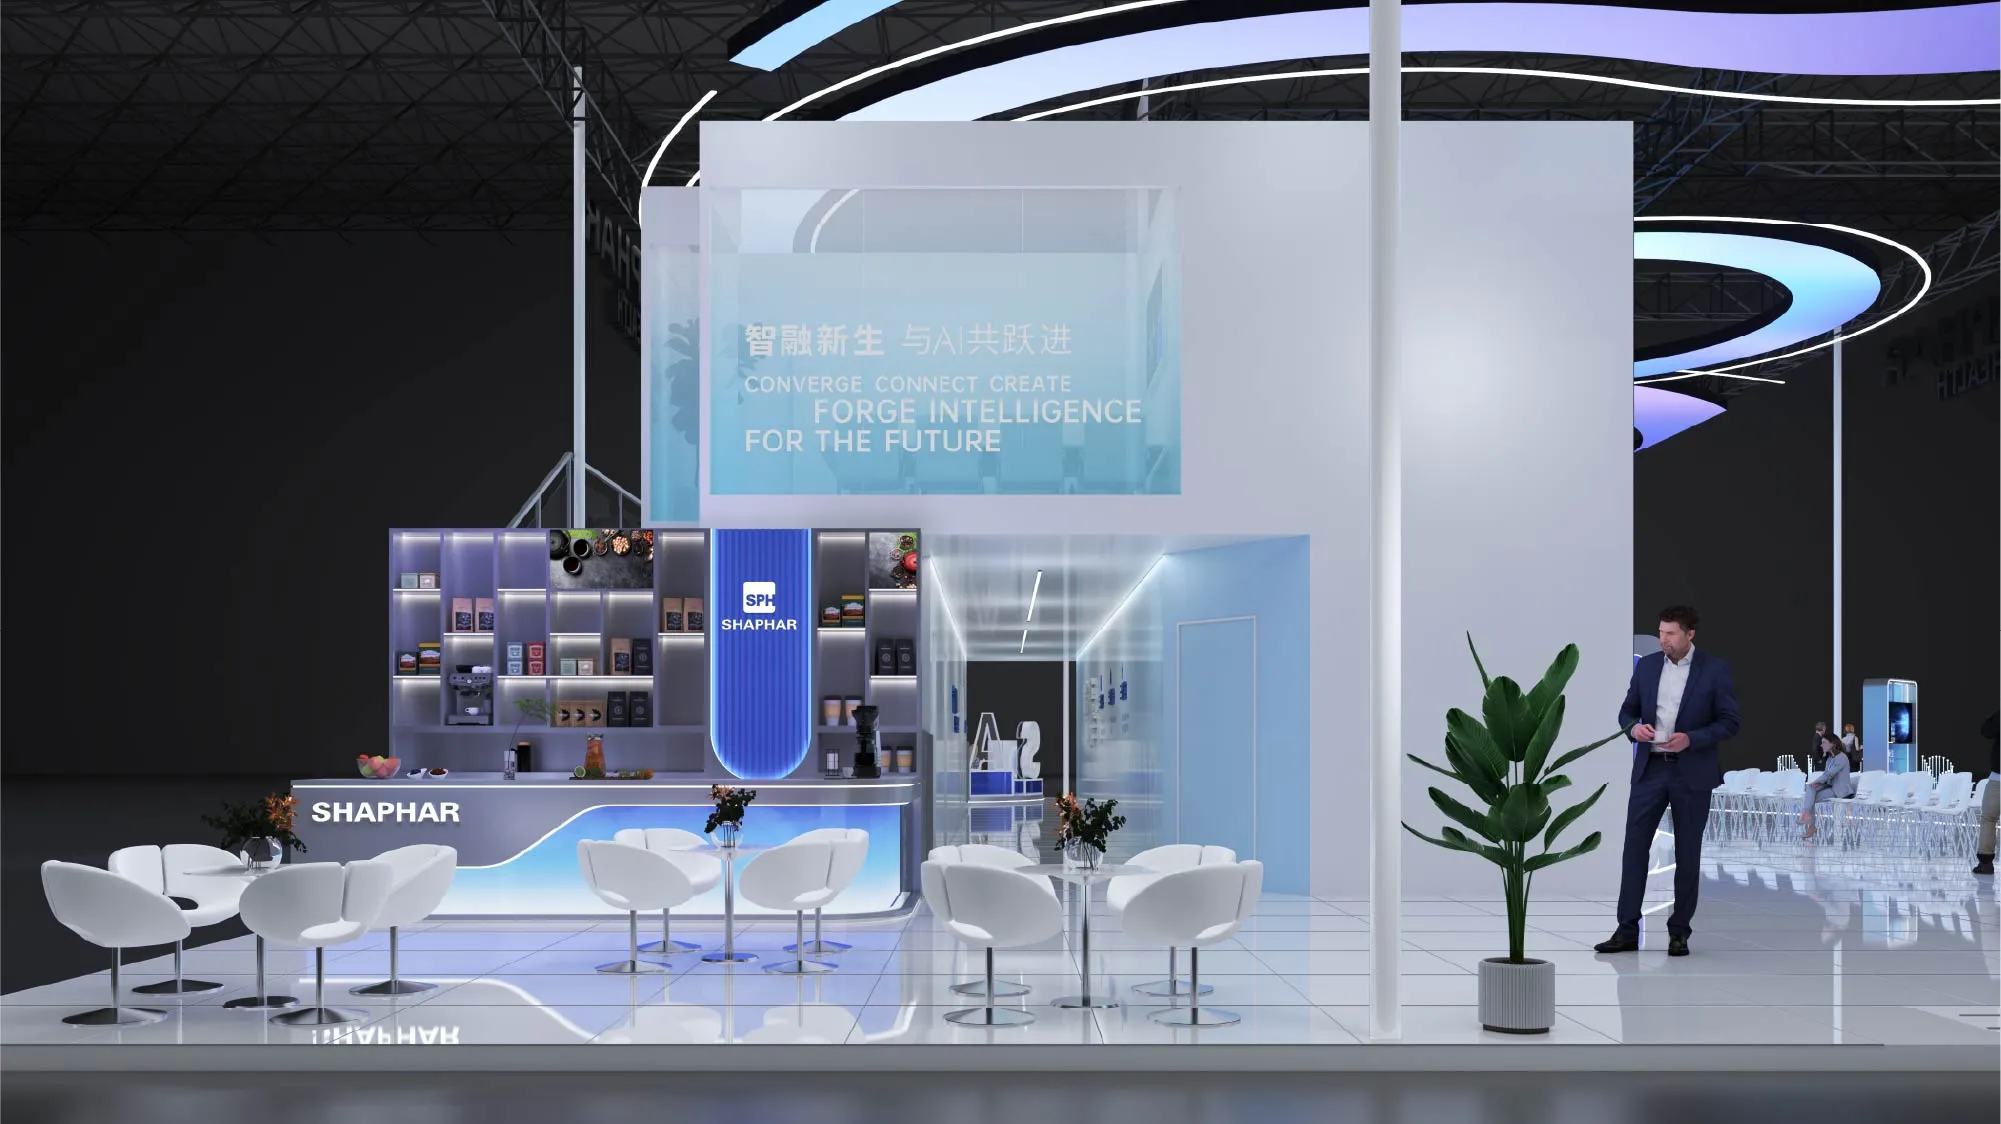 智融新生 与AI共跃进
CONVERGE CONNECT CREATE
FORGE INTELLIGENCE
FOR THE FUTURE
SPH
SHAPHAR
SHAPHAR